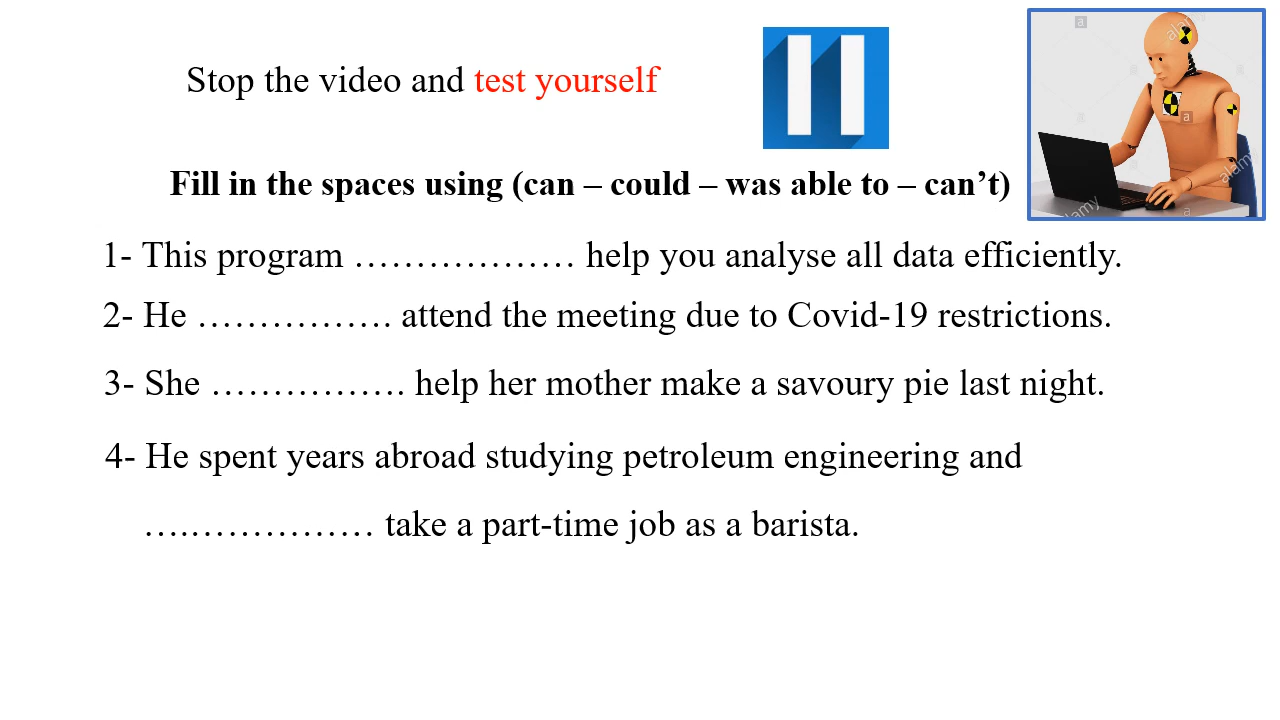 Stop the video and test yourself
Fill in the spaces using (can – could – was able to – can’t)
1- This program ……………… help you analyse all data efficiently.
2- He ……………. attend the meeting due to Covid-19 restrictions.
3- She ……………. help her mother make a savoury pie last night.
4- He spent years abroad studying petroleum engineering and
….…………… take a part-time job as a barista.
a
alamy
a
alamy
alamy
a